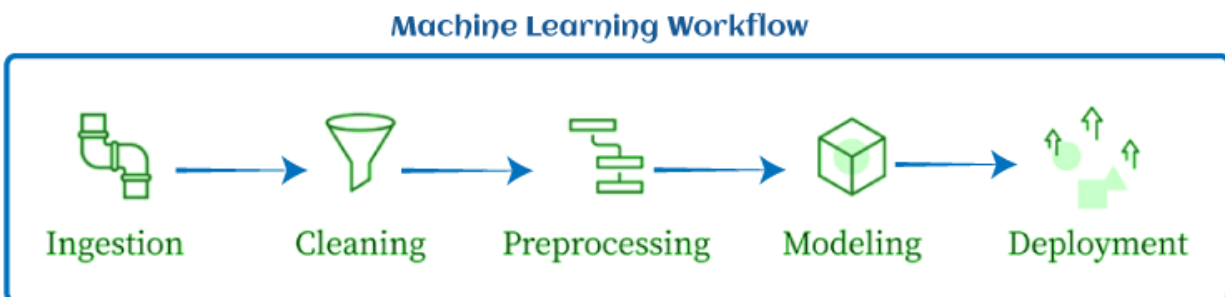 Machine Learning Workflow
Ingestion Cleaning Preprocessing Modeling Deployment